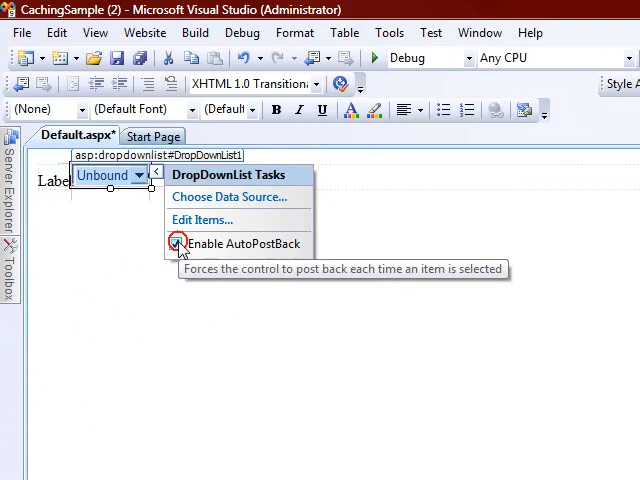 CachingSample (2) - Microsoft Visual Studio (Administrator)
File Edit View Website Build Debug Format Table Tools Test Window Help
Debug Any CPU
XHTML 1.0 Transitiona Style A
(None) (Default Font) (Default B I U A
Default.aspx* Start Page
asp:dropdownlist#DropDownList1
Label Unbound DropDownList Tasks
Choose Data Source...
Edit Items...
Enable AutoPostBack
Forces the control to post back each time an item is selected
Server Explorer
Toolbox